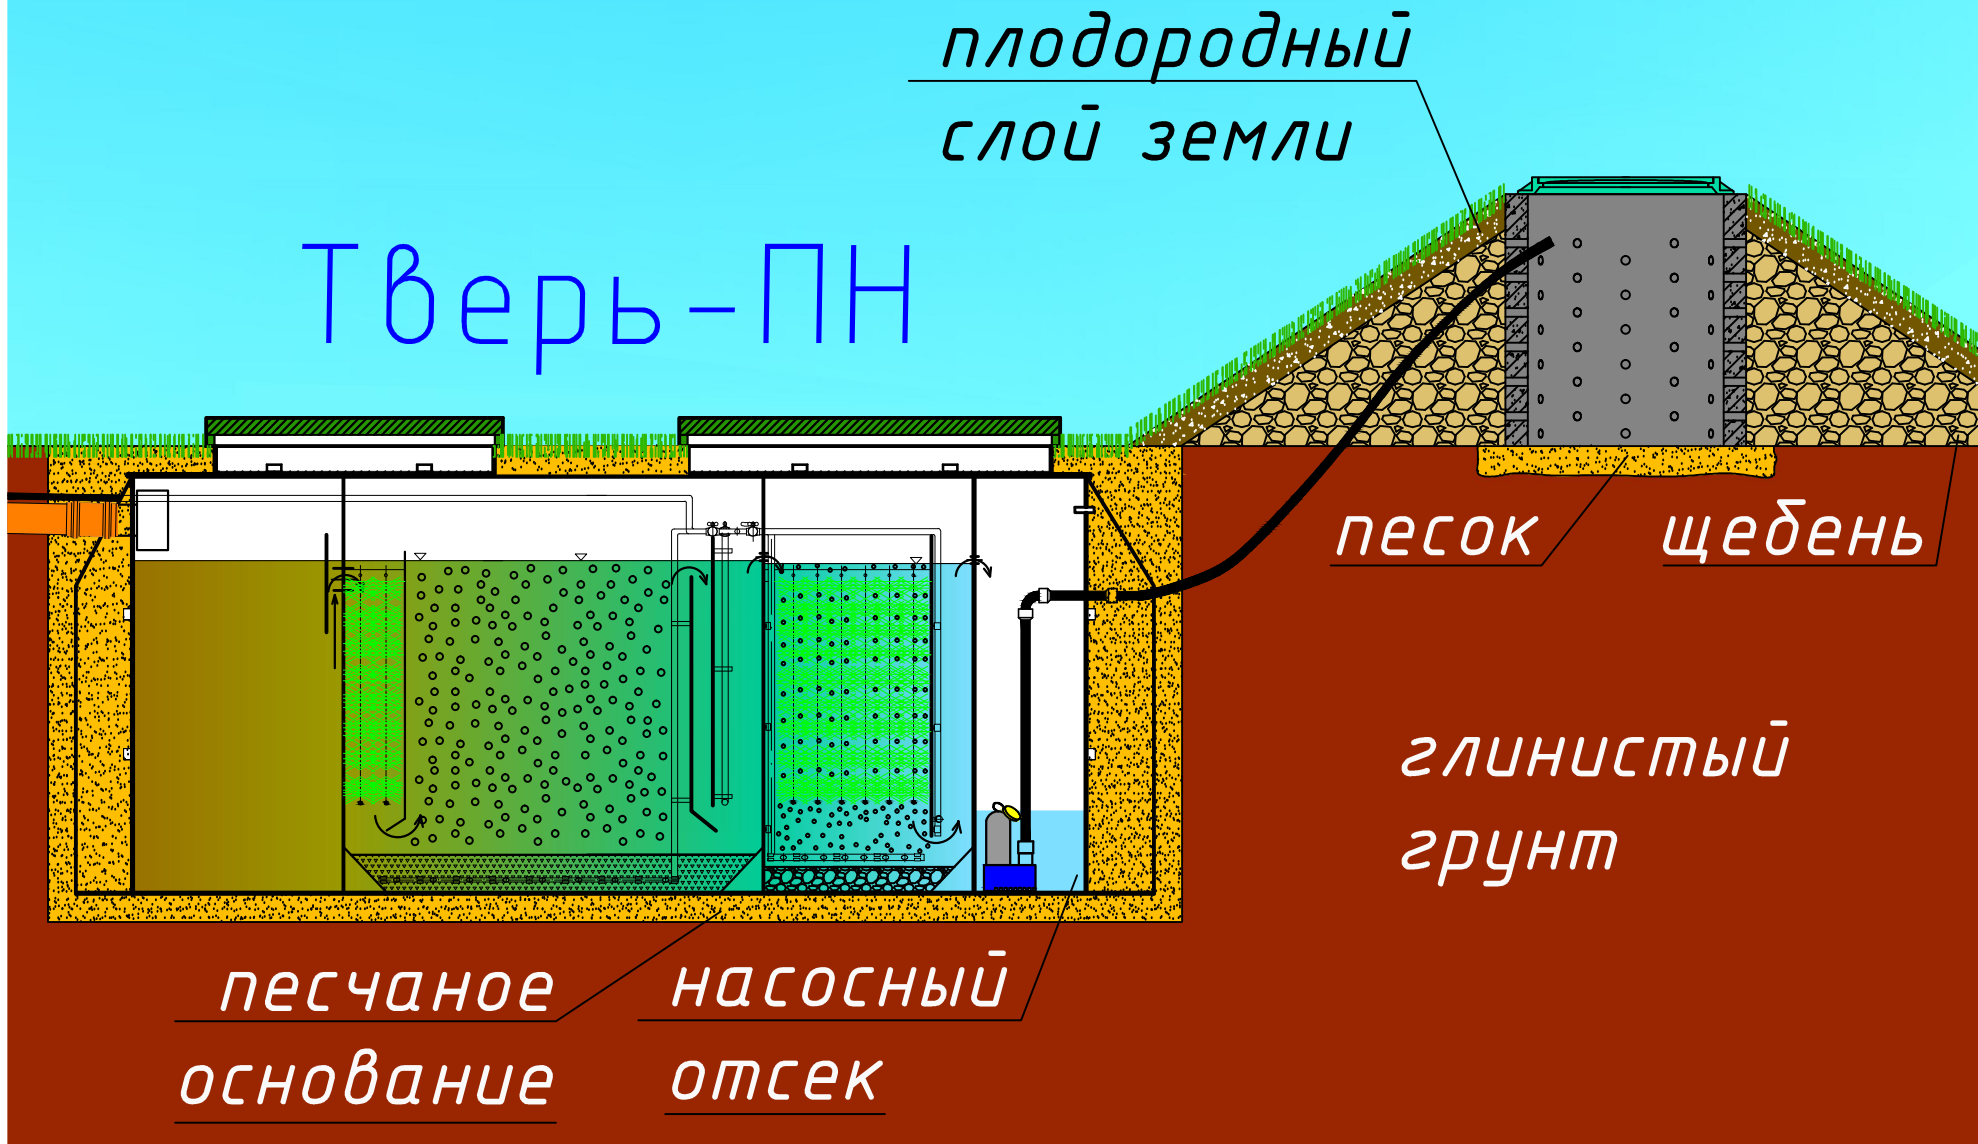 плодородный
слой земли
Тверь-ПН
песок
щебень
глинистый
грунт
песчаное
основание
насосный
отсек